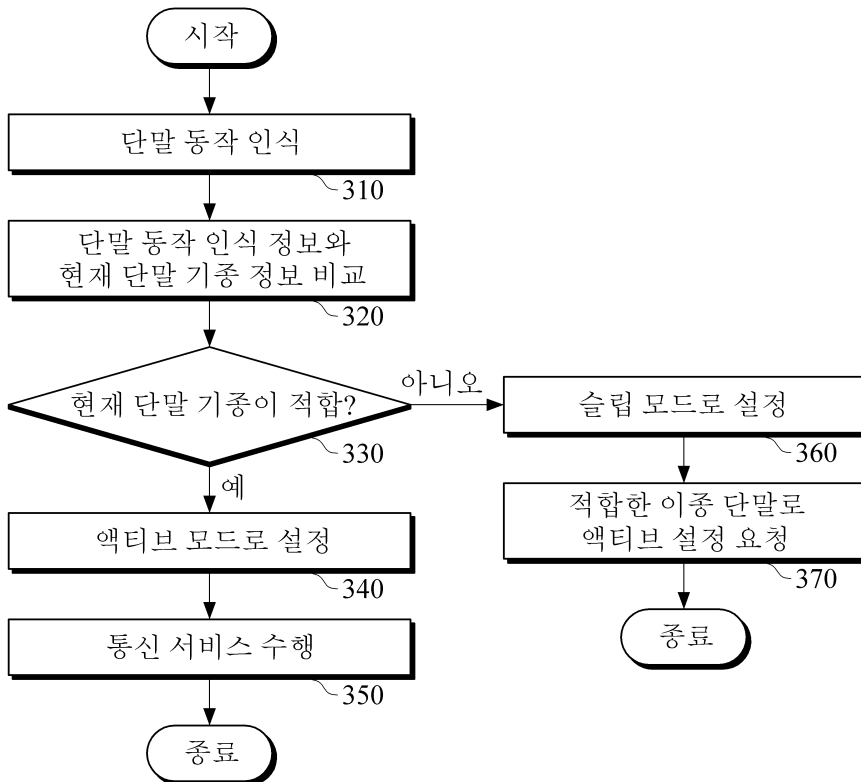 시작
단말 동작 인식
310
단말 동작 인식 정보와
현재 단말 기종 정보 비교
320
현재 단말 기종이 적합?
330
아니오
예
액티브 모드로 설정
340
통신 서비스 수행
350
종료
슬립 모드로 설정
360
적합한 이종 단말로
액티브 설정 요청
370
종료